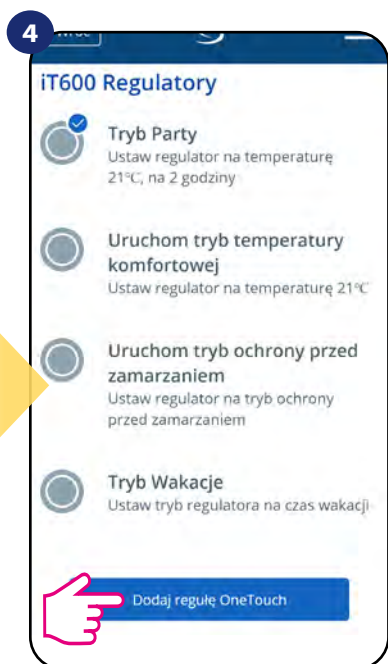 4
iT600 Regulatory
Tryb Party
Ustaw regulator na temperaturę
21°C, na 2 godziny
Uruchom tryb temperatury
komfortowej
Ustaw regulator na temperaturę 21°C
Uruchom tryb ochrony przed
zamarzaniem
Ustaw regulator na tryb ochrony
przed zamarzaniem
Tryb Wakacje
Ustaw tryb regulatora na czas wakacji
Dodaj regułę OneTouch